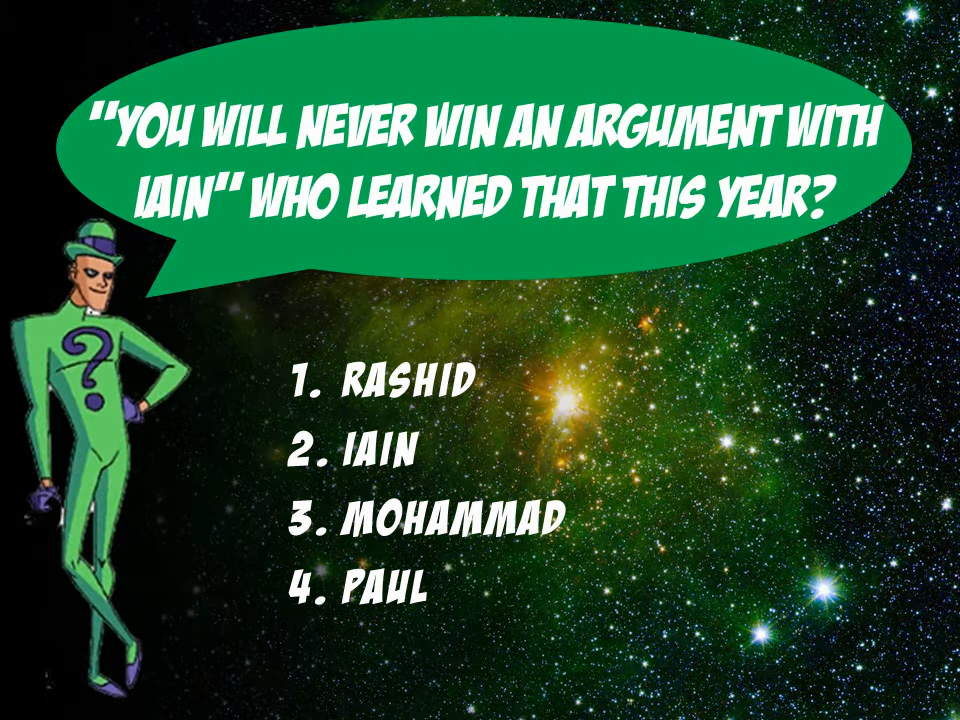 "YOU WILL NEVER WIN AN ARGUMENT WITH
IAIN" WHO LEARNED THAT THIS YEAR?
?
1. RASHID
2. IAIN
3. MOHAMMAD
4. PAUL